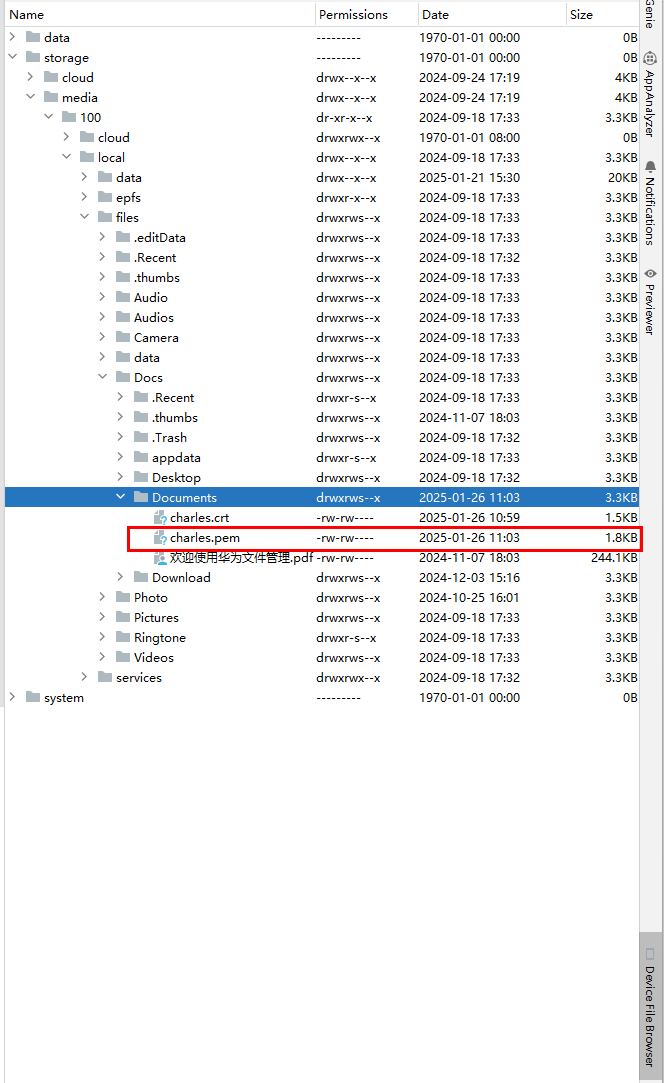 Name Permissions Date Size
data --------- 1970-01-01 00:00 0B
storage --------- 1970-01-01 00:00 0B
cloud drwx--x--x 2024-09-24 17:19 4KB
media drwx--x--x 2024-09-24 17:19 4KB
100 dr-xr-x--x 2024-09-18 17:33 3.3KB
cloud drwxrwx--x 1970-01-01 08:00 0B
local drwx--x--x 2024-09-18 17:33 3.3KB
data drwx--x--x 2025-01-21 15:30 20KB
epfs drwxr-x--x 2024-09-18 17:33 3.3KB
files drwxrws--x 2024-09-18 17:33 3.3KB
.editData drwxrws--x 2024-09-18 17:33 3.3KB
.Recent drwxrws--x 2024-09-18 17:32 3.3KB
.thumbs drwxrws--x 2024-09-18 17:33 3.3KB
Audio drwxrws--x 2024-09-18 17:33 3.3KB
Audios drwxrws--x 2024-09-18 17:33 3.3KB
Camera drwxrws--x 2024-09-18 17:33 3.3KB
data drwxrws--x 2024-09-18 17:33 3.3KB
Docs drwxrws--x 2024-09-18 17:33 3.3KB
.Recent drwxr-s--x 2024-09-18 17:33 3.3KB
.thumbs drwxrws--x 2024-11-07 18:03 3.3KB
.Trash drwxrws--x 2024-09-18 17:32 3.3KB
appdata drwxr-s--x 2024-09-18 17:33 3.3KB
Desktop drwxrws--x 2024-09-18 17:32 3.3KB
Documents drwxrws--x 2025-01-26 11:03 3.3KB
charles.crt -rw-rw---- 2025-01-26 10:59 1.5KB
charles.pem -rw-rw---- 2025-01-26 11:03 1.8KB
欢迎使用华为文件管理.pdf -rw-rw---- 2024-11-07 18:03 244.1KB
Download drwxrws--x 2024-12-03 15:16 3.3KB
Photo drwxrws--x 2024-10-25 16:01 3.3KB
Pictures drwxrws--x 2024-09-18 17:33 3.3KB
Ringtone drwxr-s--x 2024-09-18 17:33 3.3KB
Videos drwxrws--x 2024-09-18 17:33 3.3KB
services drwxrwx--x 2024-09-18 17:32 3.3KB
system --------- 1970-01-01 00:00 0B
Genie
AppAnalyzer
Notifications
Previewer
Device File Browser